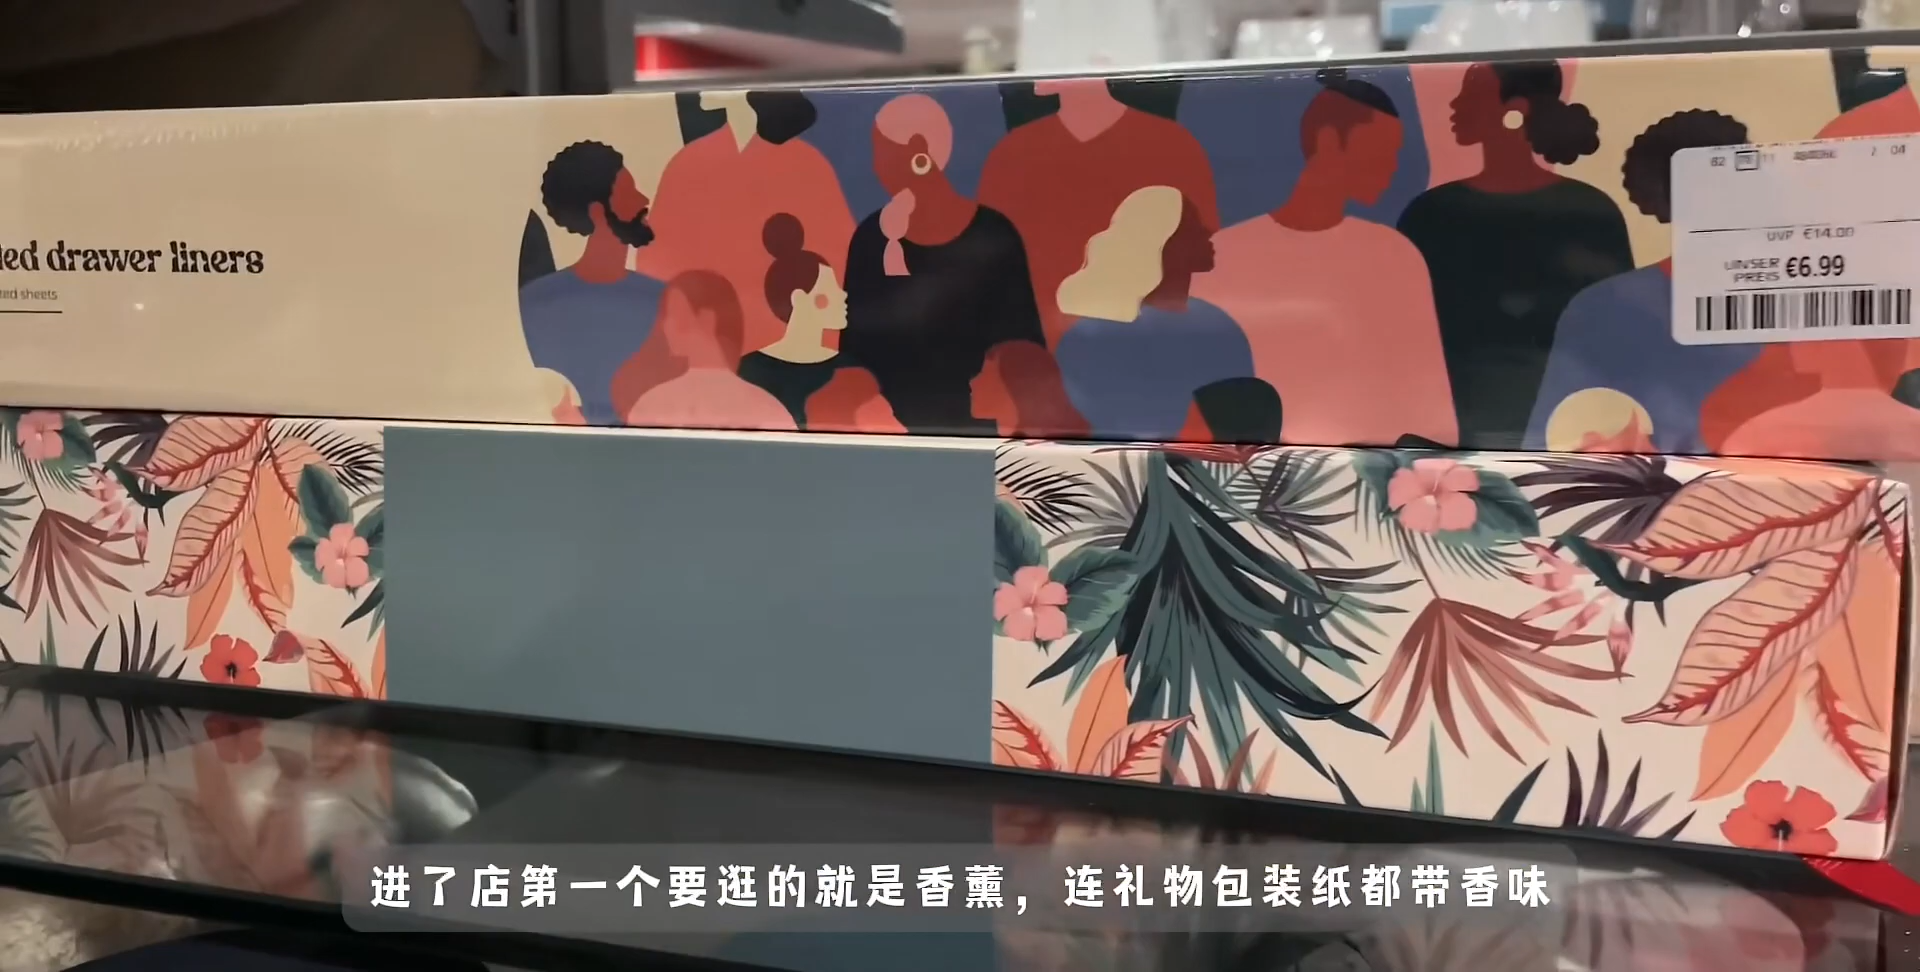 ted drawer liners
ted sheets
UVP €14.00
UNSER
PREIS €6.99
进了店第一个要逛的就是香薰，连礼物包装纸都带香味